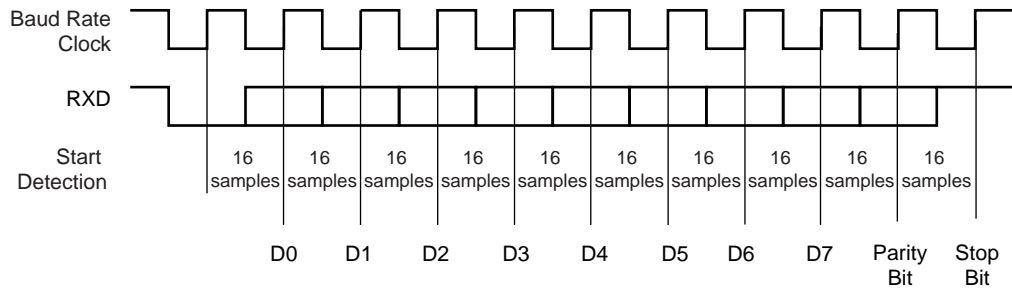 Baud Rate
Clock
RXD
Start
Detection
16 16 16 16 16 16 16 16 16 16
samples samples samples samples samples samples samples samples samples samples
D0 D1 D2 D3 D4 D5 D6 D7 Parity Stop
Bit Bit